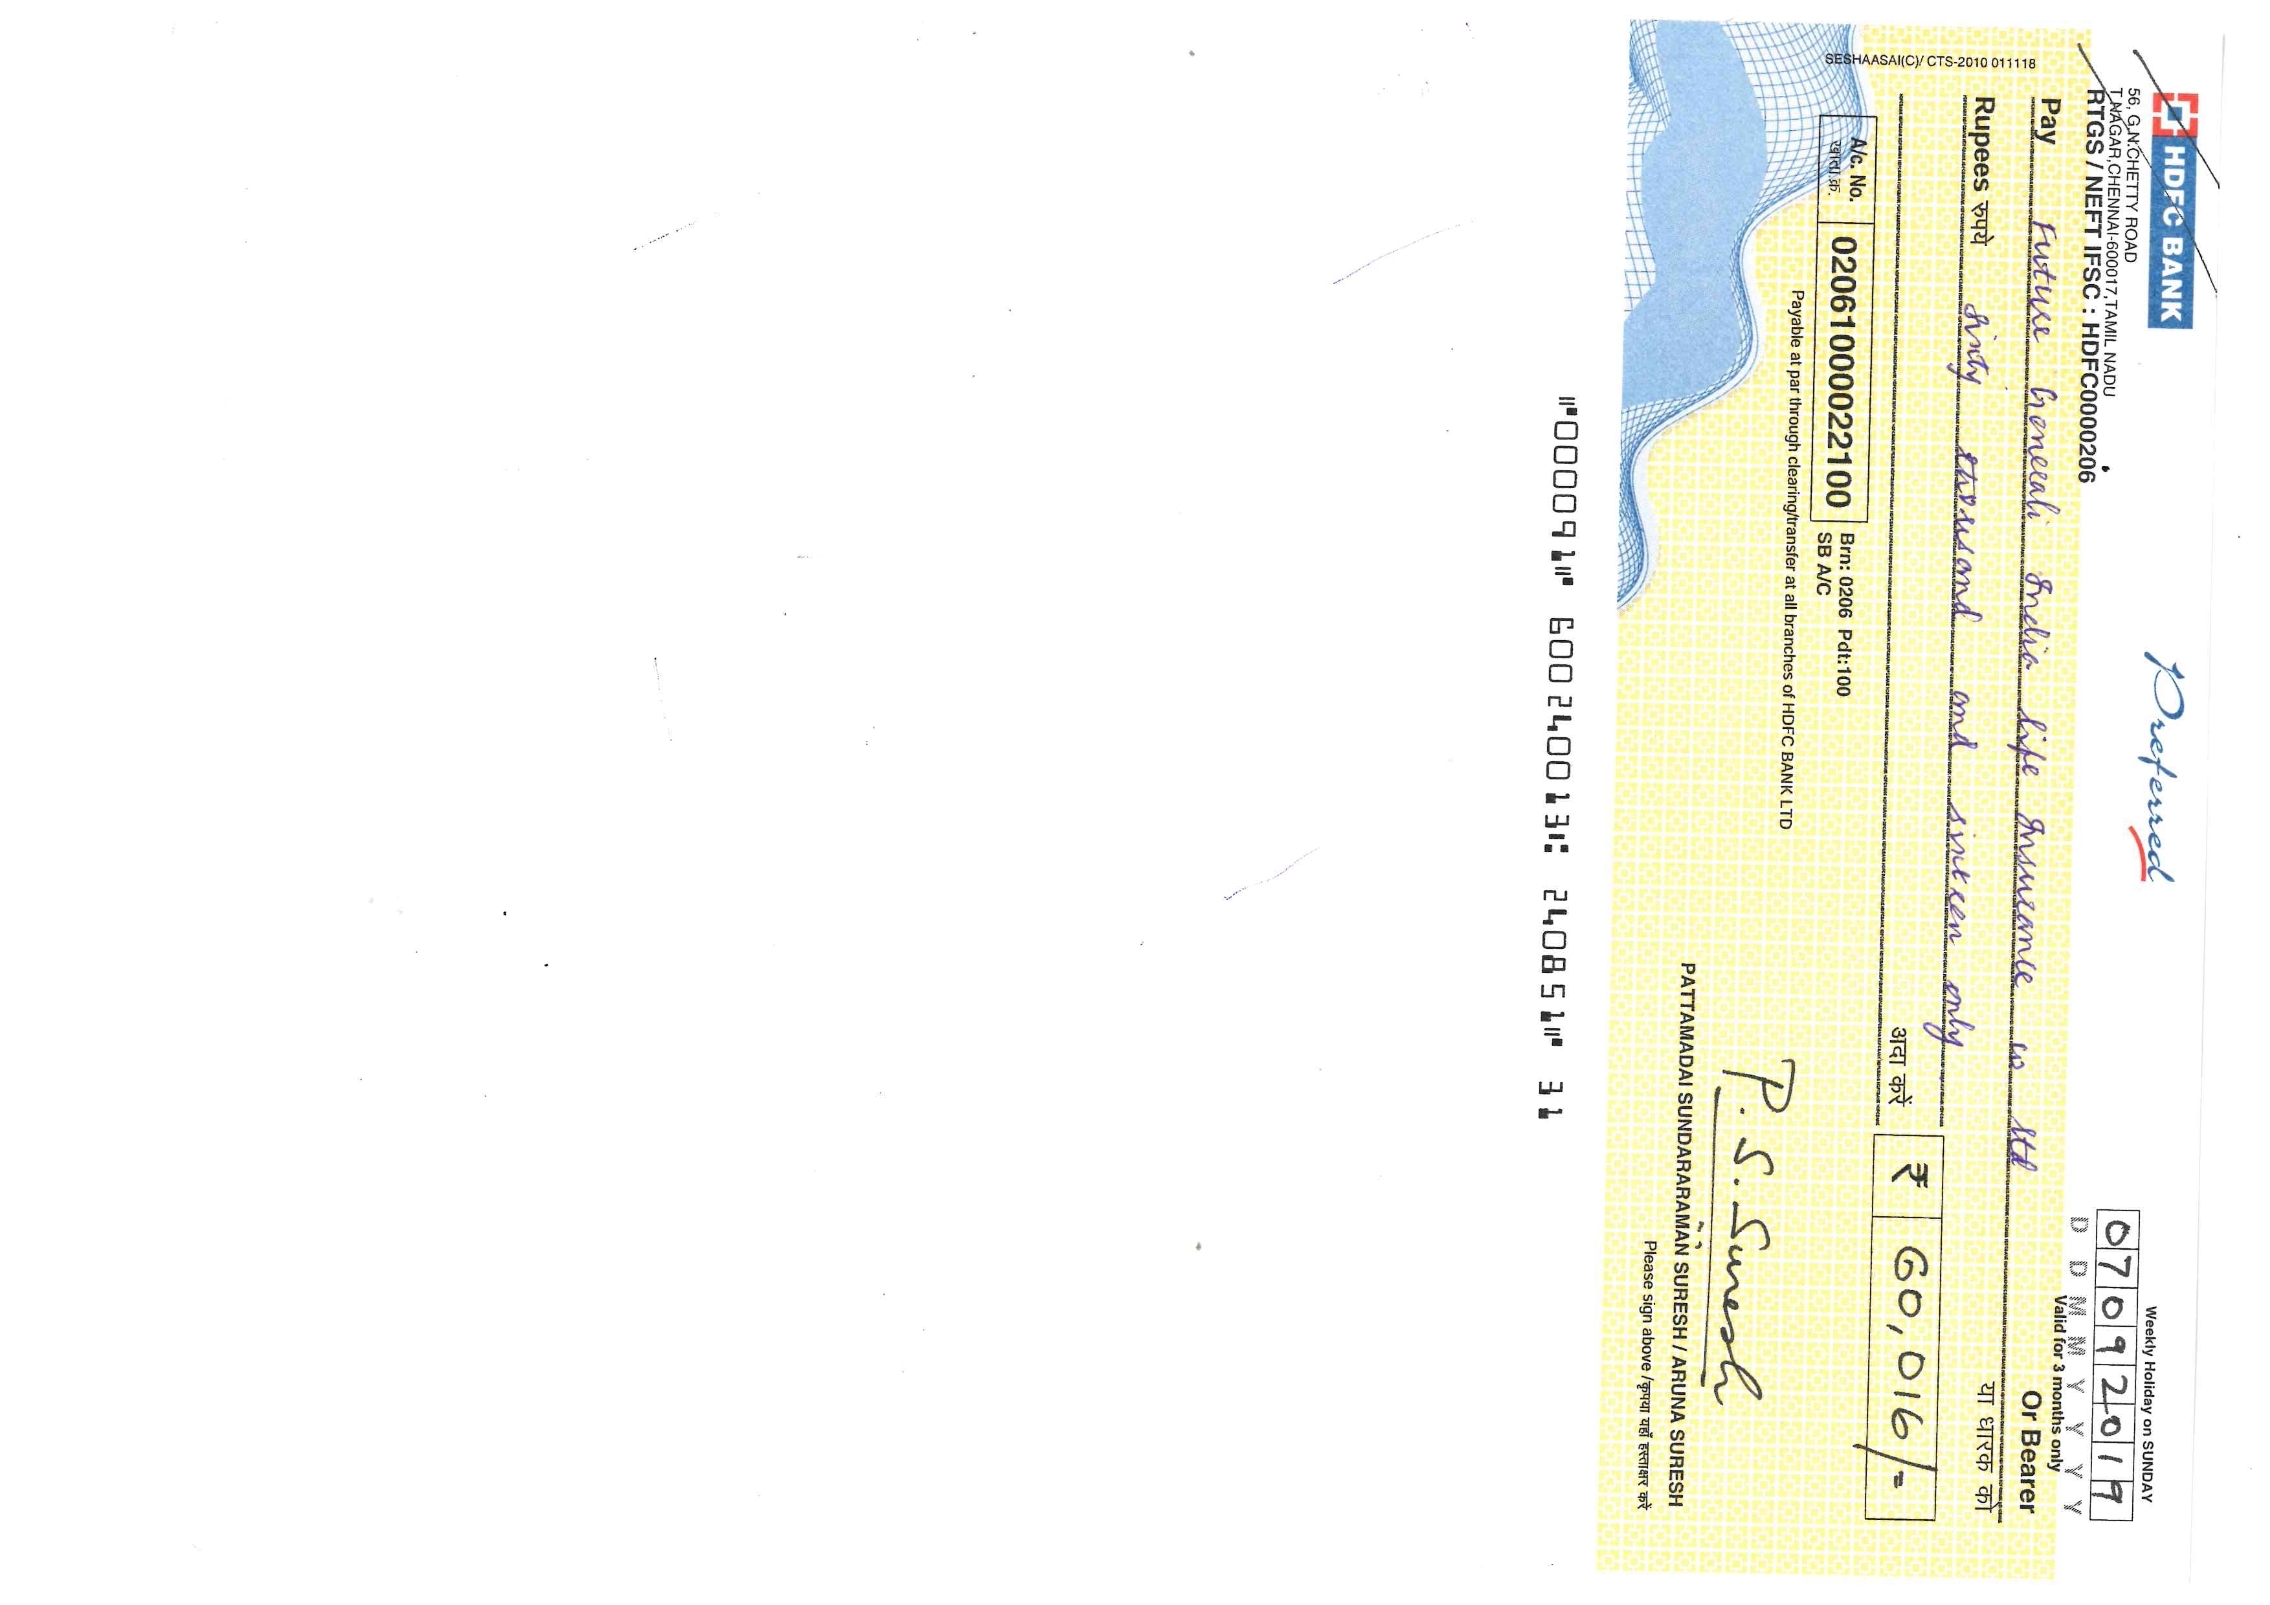 HDFC BANK
Preferred
Weekly Holiday on SUNDAY
56, G.N.CHETTY ROAD
T.NAGAR,CHENNAI-600017,TAMIL NADU
RTGS / NEFT IFSC : HDFC0000206
07092019
D D M M Y Y Y Y
Valid for 3 months only
Pay Future Generali India life Insurance co ltd Or Bearer
या धारक को
Rupees रुपये Sixty thousand and sixteen only
अदा करें ₹ 60,016/=
A/c. No.
खाता क्र.
02061000022100
Brn: 0206 Pdt:100
SB A/C
Payable at par through clearing/transfer at all branches of HDFC BANK LTD
P.S.Suresh
PATTAMADAI SUNDARARAMAN SURESH / ARUNA SURESH
Please sign above /कृपया यहाँ हस्ताक्षर करें
SESHAASAI(C)/ CTS-2010 011118
⑈000091⑈ 600240013⑆ 240851⑈ 31